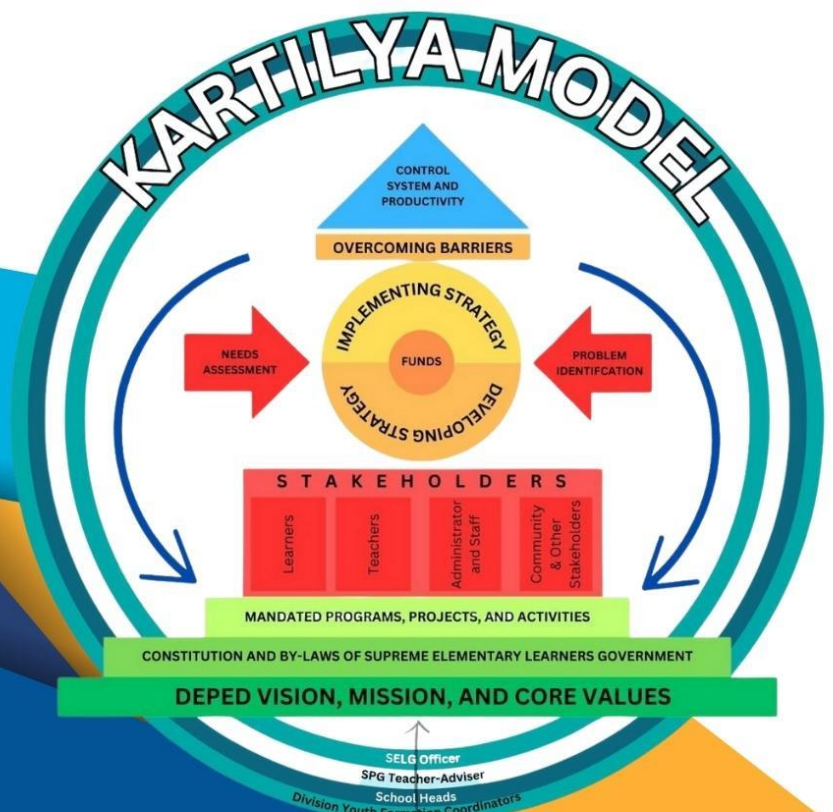 KARTILYA MODEL
CONTROL
SYSTEM AND
PRODUCTIVITY
OVERCOMING BARRIERS
IMPLEMENTING STRATEGY
FUNDS
DEVELOPING STRATEGY
NEEDS
ASSESSMENT
PROBLEM
IDENTIFCATION
STAKEHOLDERS
Learners
Teachers
Administrator
and Staff
Community
& Other
Stakeholders
MANDATED PROGRAMS, PROJECTS, AND ACTIVITIES
CONSTITUTION AND BY-LAWS OF SUPREME ELEMENTARY LEARNERS GOVERNMENT
DEPED VISION, MISSION, AND CORE VALUES
SELG Officer
SPG Teacher-Adviser
School Heads
Division Youth Formation Coordinators